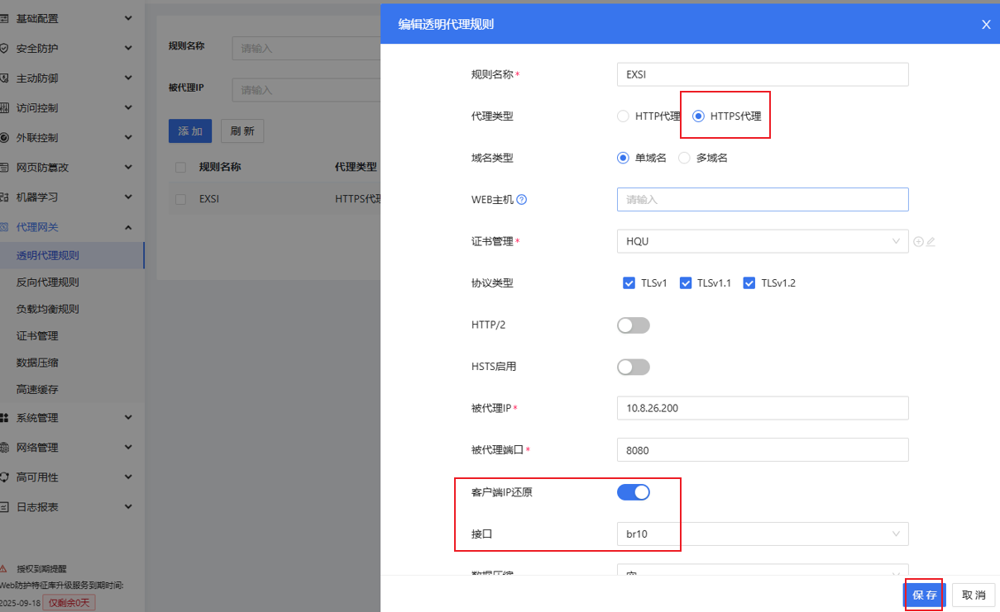 基础配置
安全防护
主动防御
访问控制
外联控制
网页防篡改
机器学习
代理网关
透明代理规则
反向代理规则
负载均衡规则
证书管理
数据压缩
高速缓存
系统管理
网络管理
高可用性
日志报表
授权到期提醒
Web防护特征库升级服务到期时间:
2025-09-18 仅剩余0天
规则名称 请输入
被代理IP 请输入
添 加 刷 新
规则名称 代理类型
EXSI HTTPS代理
编辑透明代理规则 X
规则名称* EXSI
代理类型 HTTP代理 HTTPS代理
域名类型 单域名 多域名
WEB主机 ? 请输入
证书管理* HQU
协议类型 TLSv1 TLSv1.1 TLSv1.2
HTTP/2
HSTS启用
被代理IP* 10.8.26.200
被代理端口* 8080
客户端IP还原
接口 br10
数据压缩
保 存 取 消